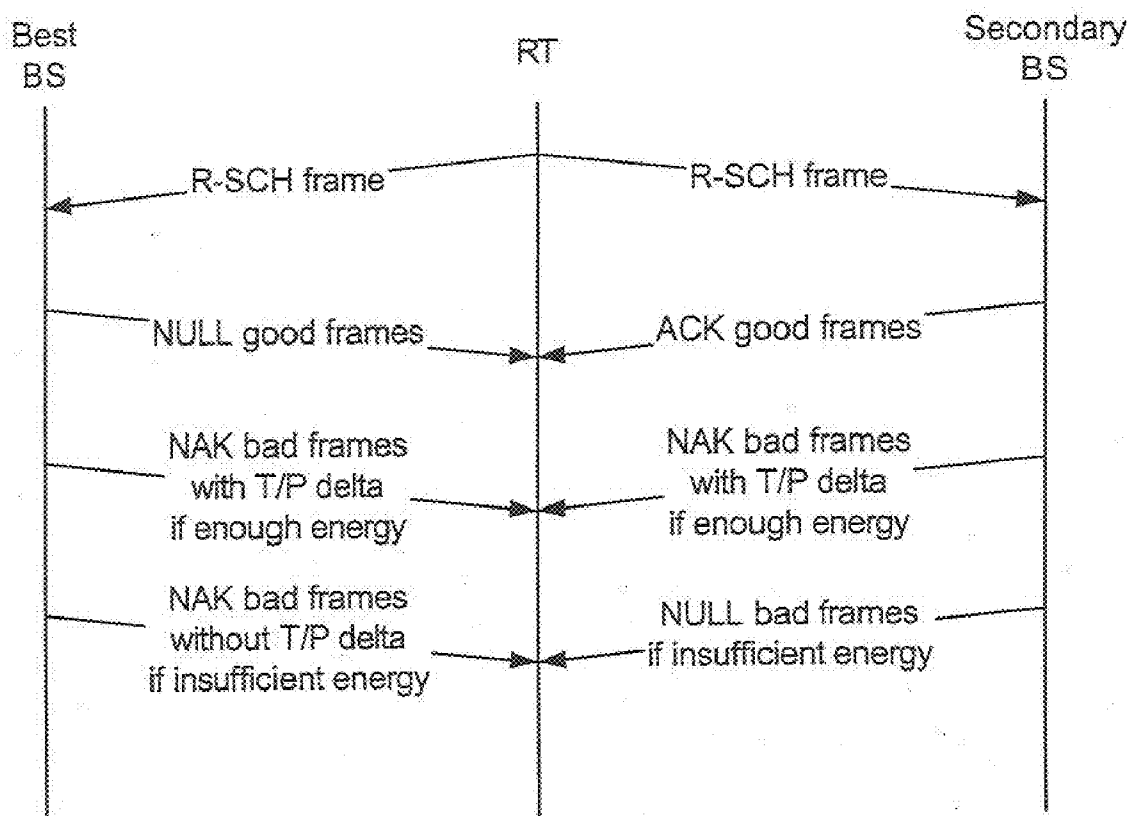 Best
BS
RT
Secondary
BS
R-SCH frame
R-SCH frame
NULL good frames
ACK good frames
NAK bad frames
with T/P delta
if enough energy
NAK bad frames
with T/P delta
if enough energy
NAK bad frames
without T/P delta
if insufficient energy
NULL bad frames
if insufficient energy